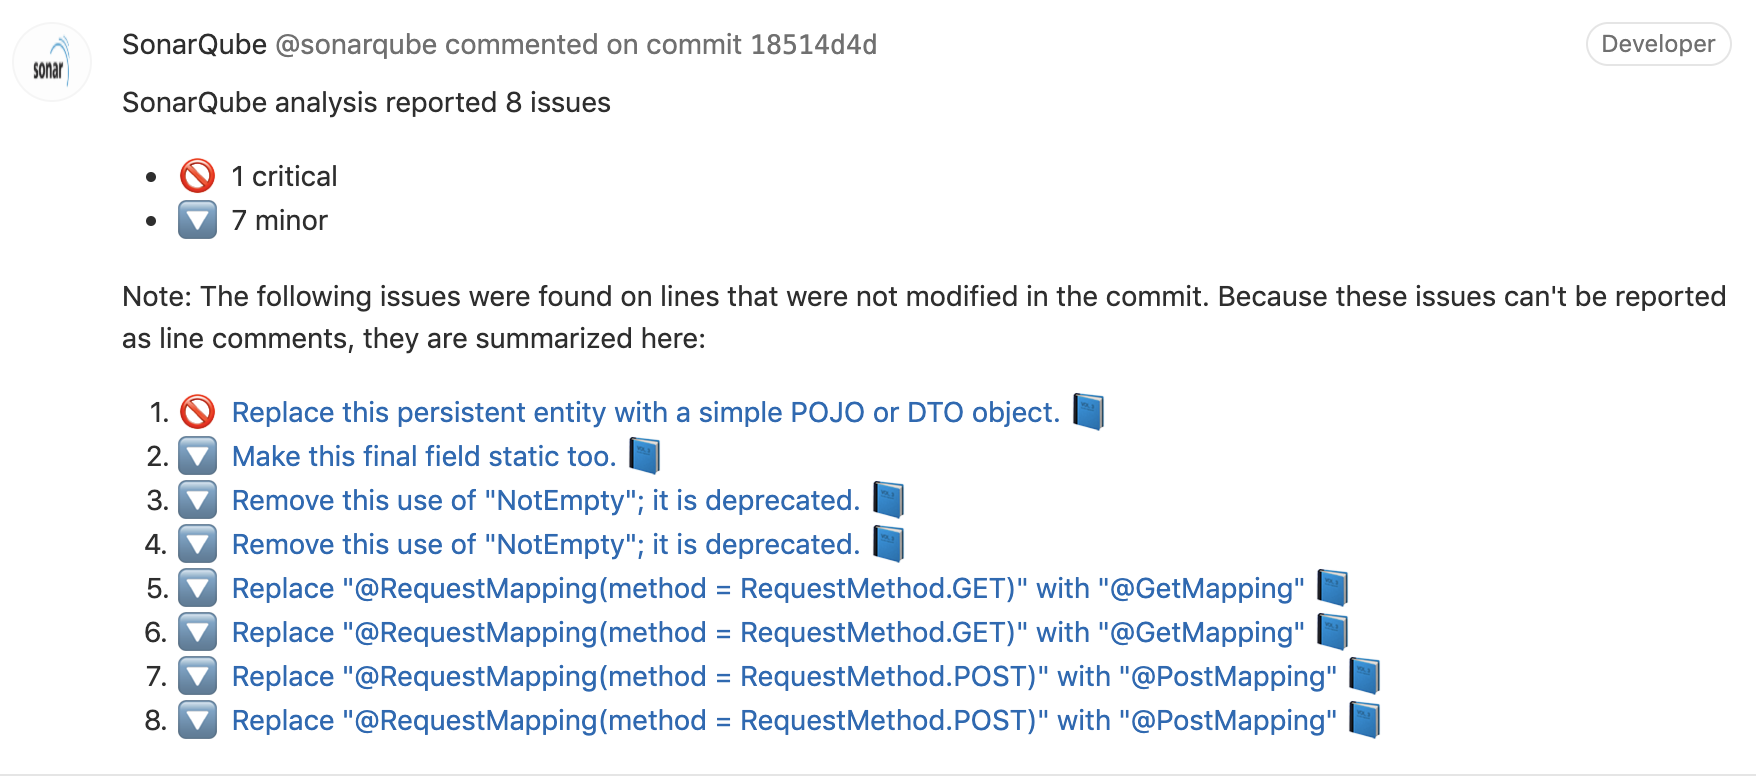 sonar
SonarQube @sonarqube commented on commit 18514d4d
Developer
SonarQube analysis reported 8 issues
• 🚫 1 critical
• 🔽 7 minor
Note: The following issues were found on lines that were not modified in the commit. Because these issues can't be reported
as line comments, they are summarized here:
1. 🚫 Replace this persistent entity with a simple POJO or DTO object. 📘
2. 🔽 Make this final field static too. 📘
3. 🔽 Remove this use of "NotEmpty"; it is deprecated. 📘
4. 🔽 Remove this use of "NotEmpty"; it is deprecated. 📘
5. 🔽 Replace "@RequestMapping(method = RequestMethod.GET)" with "@GetMapping" 📘
6. 🔽 Replace "@RequestMapping(method = RequestMethod.GET)" with "@GetMapping" 📘
7. 🔽 Replace "@RequestMapping(method = RequestMethod.POST)" with "@PostMapping" 📘
8. 🔽 Replace "@RequestMapping(method = RequestMethod.POST)" with "@PostMapping" 📘